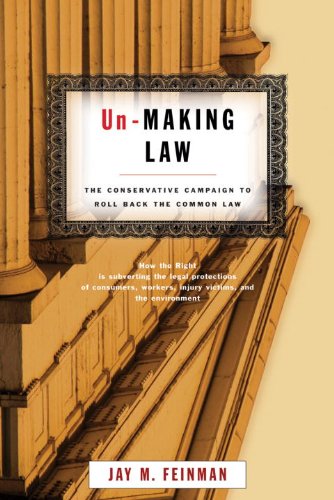 Un-MAKING
LAW
THE CONSERVATIVE CAMPAIGN TO
ROLL BACK THE COMMON LAW
How the Right
is subverting the legal protections
of consumers, workers, injury victims, and
the environment
JAY M. FEINMAN